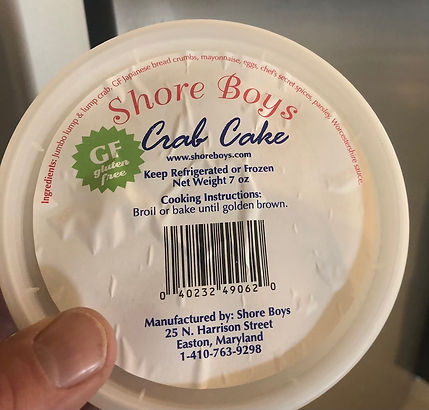 Ingredients: Jumbo lump & lump crab, GF Japanese bread crumbs, mayonnaise, eggs, chef's secret spices, parsley, Worcestershire sauce.
Shore Boys
Crab Cake
GF
gluten
free
www.shoreboys.com
Keep Refrigerated or Frozen
Net Weight 7 oz
Cooking Instructions:
Broil or bake until golden brown.
0 40232 49062 0
Manufactured by: Shore Boys
25 N. Harrison Street
Easton, Maryland
1-410-763-9298